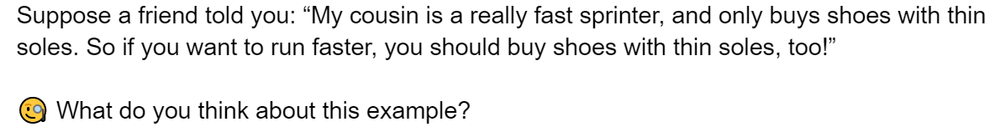 Suppose a friend told you: “My cousin is a really fast sprinter, and only buys shoes with thin
soles. So if you want to run faster, you should buy shoes with thin soles, too!”
🧐 What do you think about this example?